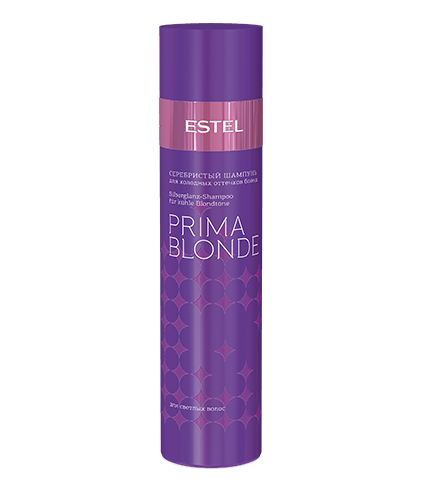 ESTEL
СЕРЕБРИСТЫЙ ШАМПУНЬ
для холодных оттенков блонд
Silberglanz-Shampoo
für kühle Blondtöne
PRIMA
BLONDE
для светлых волос